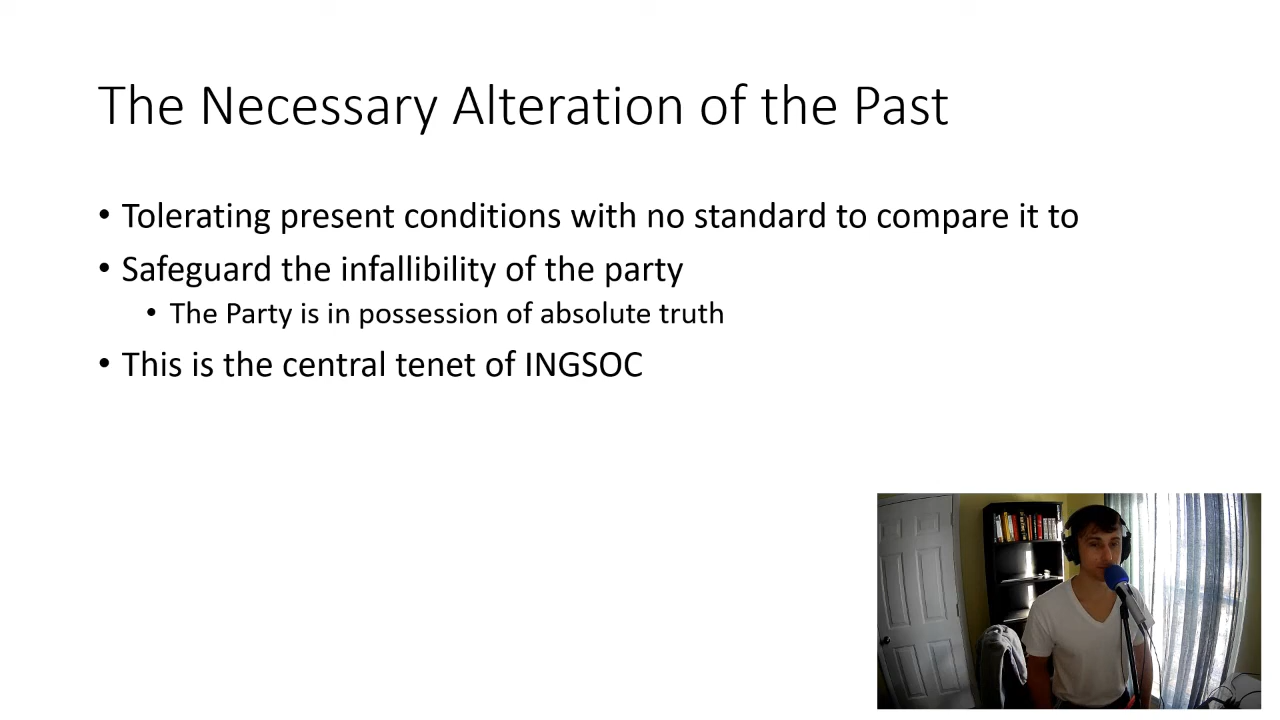 The Necessary Alteration of the Past
• Tolerating present conditions with no standard to compare it to
• Safeguard the infallibility of the party
• The Party is in possession of absolute truth
• This is the central tenet of INGSOC